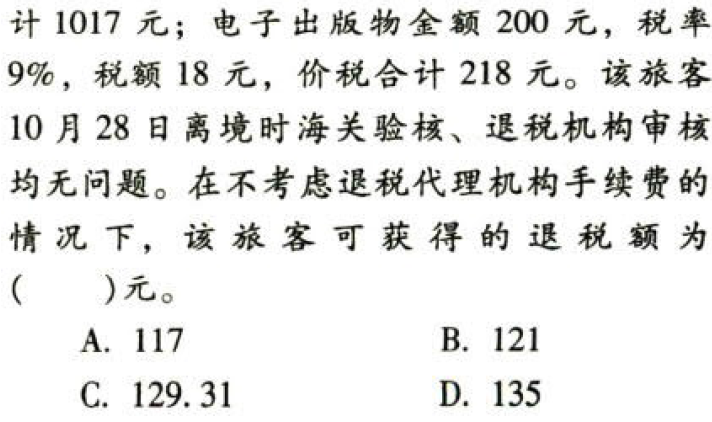 计 1017 元；电子出版物金额 200 元，税率
9%，税额 18 元，价税合计 218 元。该旅客
10 月 28 日离境时海关验核、退税机构审核
均无问题。在不考虑退税代理机构手续费的
情况下，该旅客可获得的退税额为
(　　)元。
A. 117　　B. 121
C. 129.31　　D. 135